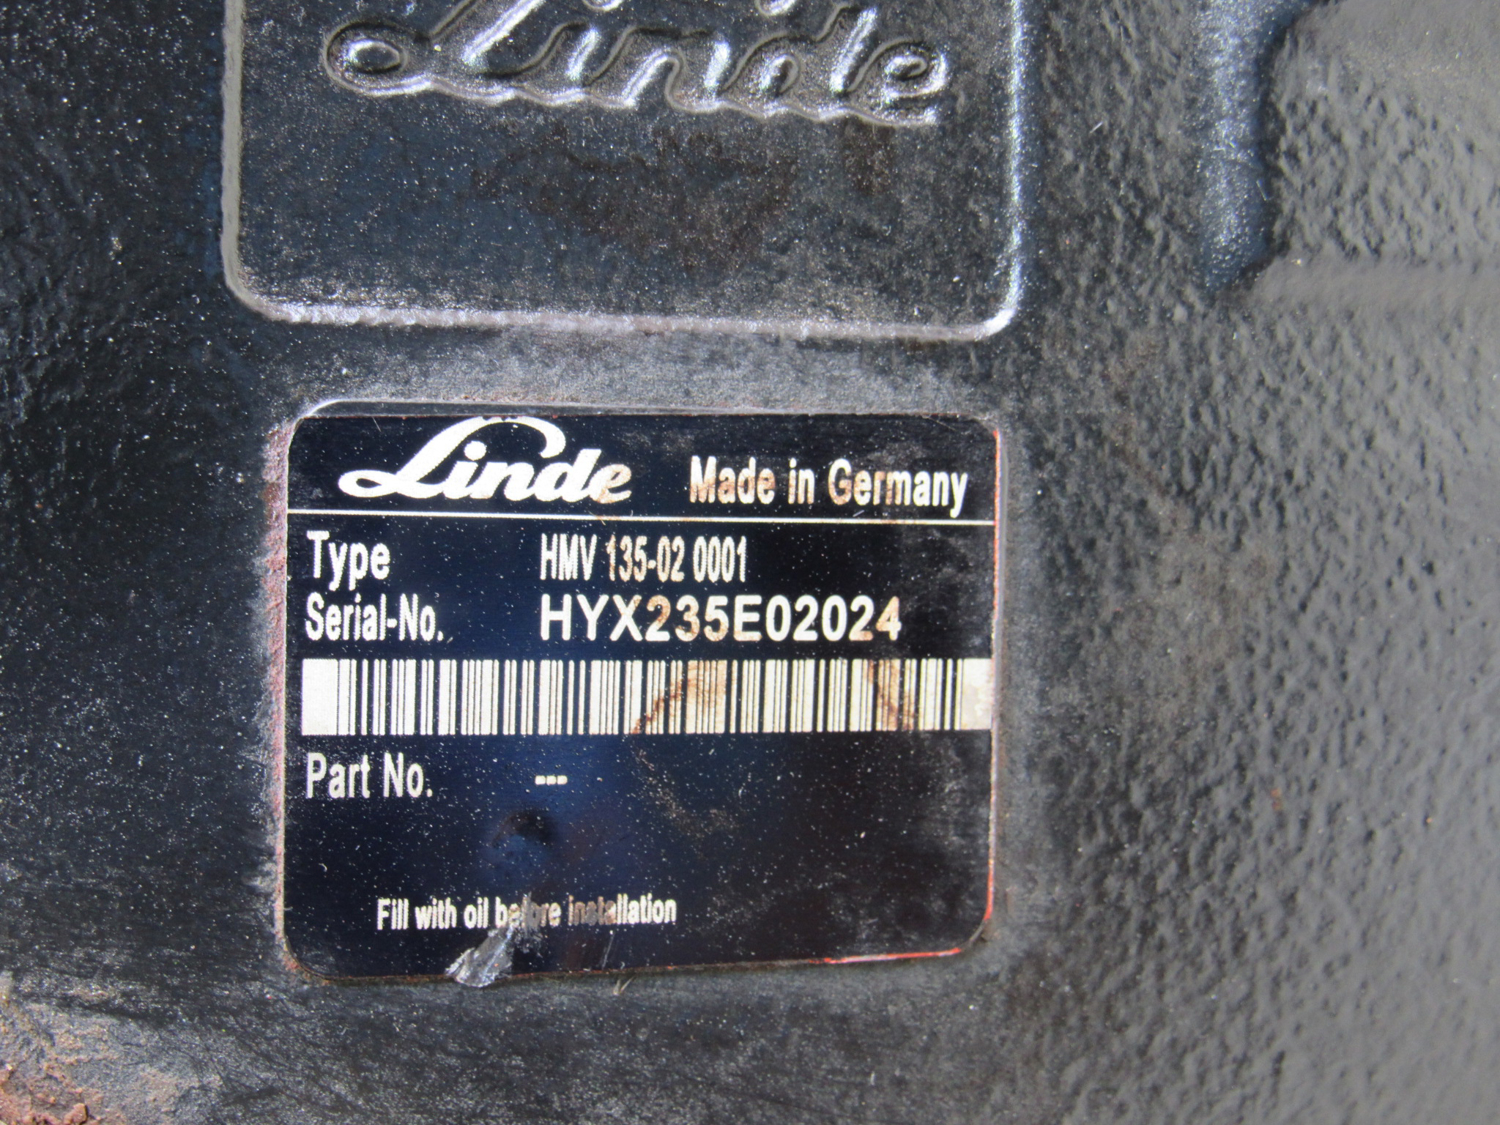 Linde
Linde Made in Germany
Type HMV 135-02 0001
Serial-No. HYX235E02024
Part No. ---
Fill with oil before installation